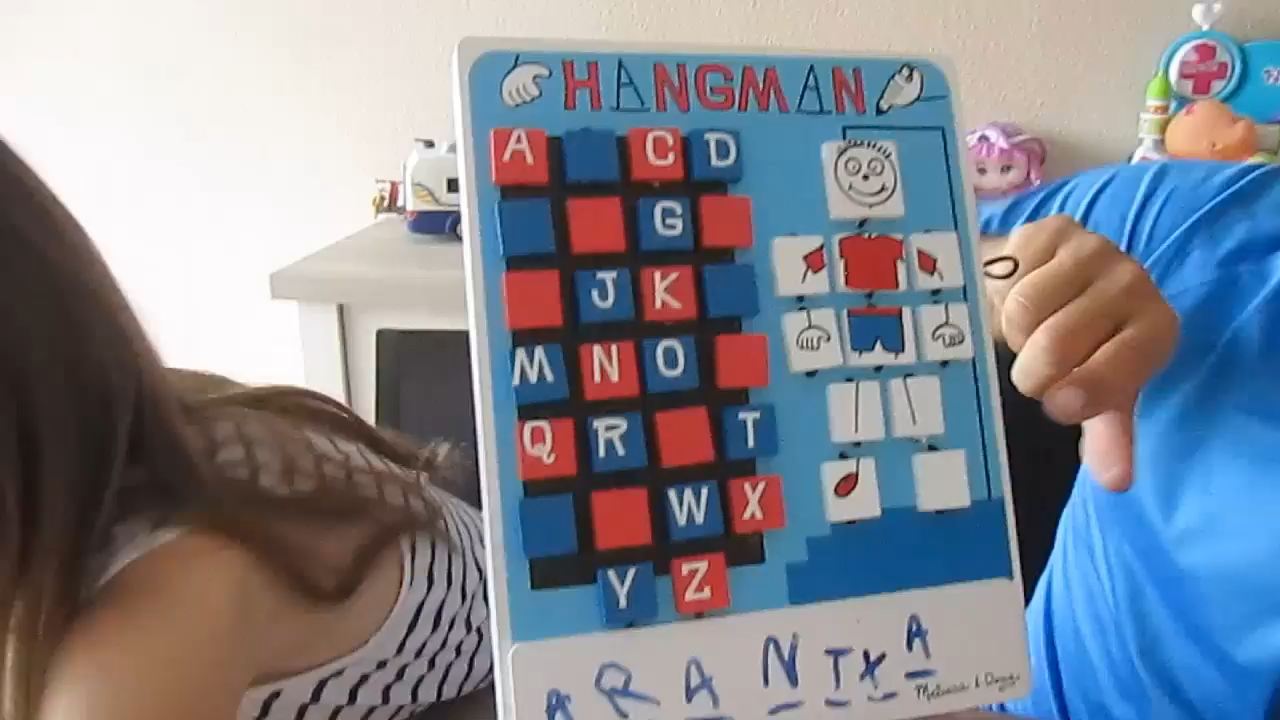 HANGMAN
A C D
G
J K
M N O
Q R T
W X
Y Z
A R A N T X A
Melissa & Doug